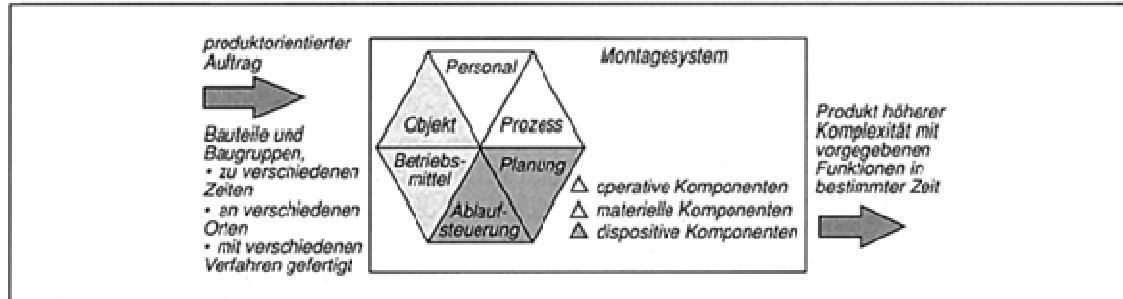 produktorientierter
Auftrag
Bauteile und
Baugruppen,
• zu verschiedenen
Zeiten
• an verschiedenen
Orten
• mit verschiedenen
Verfahren gefertigt
Montagesystem
Personal
Objekt
Prozess
Betriebs-
mittel
Planung
Ablauf-
steuerung
operative Komponenten
materielle Komponenten
dispositive Komponenten
Produkt höherer
Komplexität mit
vorgegebenen
Funktionen in
bestimmter Zeit